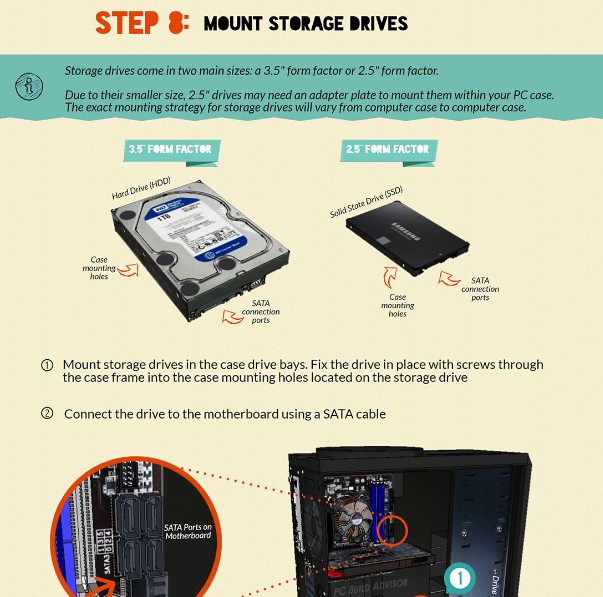 STEP 8: MOUNT STORAGE DRIVES
Storage drives come in two main sizes: a 3.5" form factor or 2.5" form factor.
Due to their smaller size, 2.5" drives may need an adapter plate to mount them within your PC case.
The exact mounting strategy for storage drives will vary from computer case to computer case.
3.5" FORM FACTOR
2.5" FORM FACTOR
Hard Drive (HDD)
Solid State Drive (SSD)
1TB
SAMSUNG
Case
mounting
holes
SATA
connection
ports
Case
mounting
holes
SATA
connection
ports
1 Mount storage drives in the case drive bays. Fix the drive in place with screws through
the case frame into the case mounting holes located on the storage drive
2 Connect the drive to the motherboard using a SATA cable
SATA Ports on
Motherboard
SATA3
1 3 5
0 2 4
PC BUILD ADVISOR
1
Drive